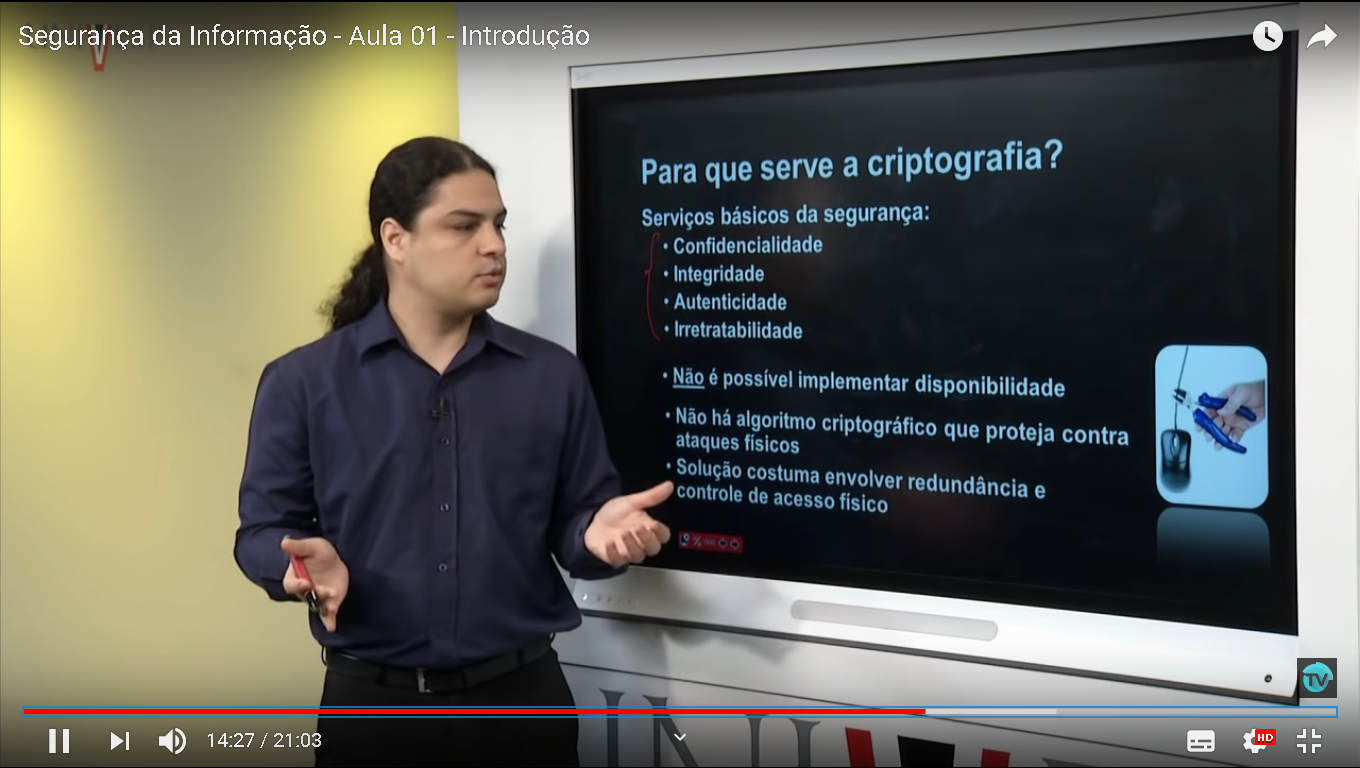 Segurança da Informação - Aula 01 - Introdução
Para que serve a criptografia?
Serviços básicos da segurança:
• Confidencialidade
• Integridade
• Autenticidade
• Irretratabilidade
• Não é possível implementar disponibilidade
• Não há algoritmo criptográfico que proteja contra
ataques físicos
• Solução costuma envolver redundância e
controle de acesso físico
TV
14:27 / 21:03
HD